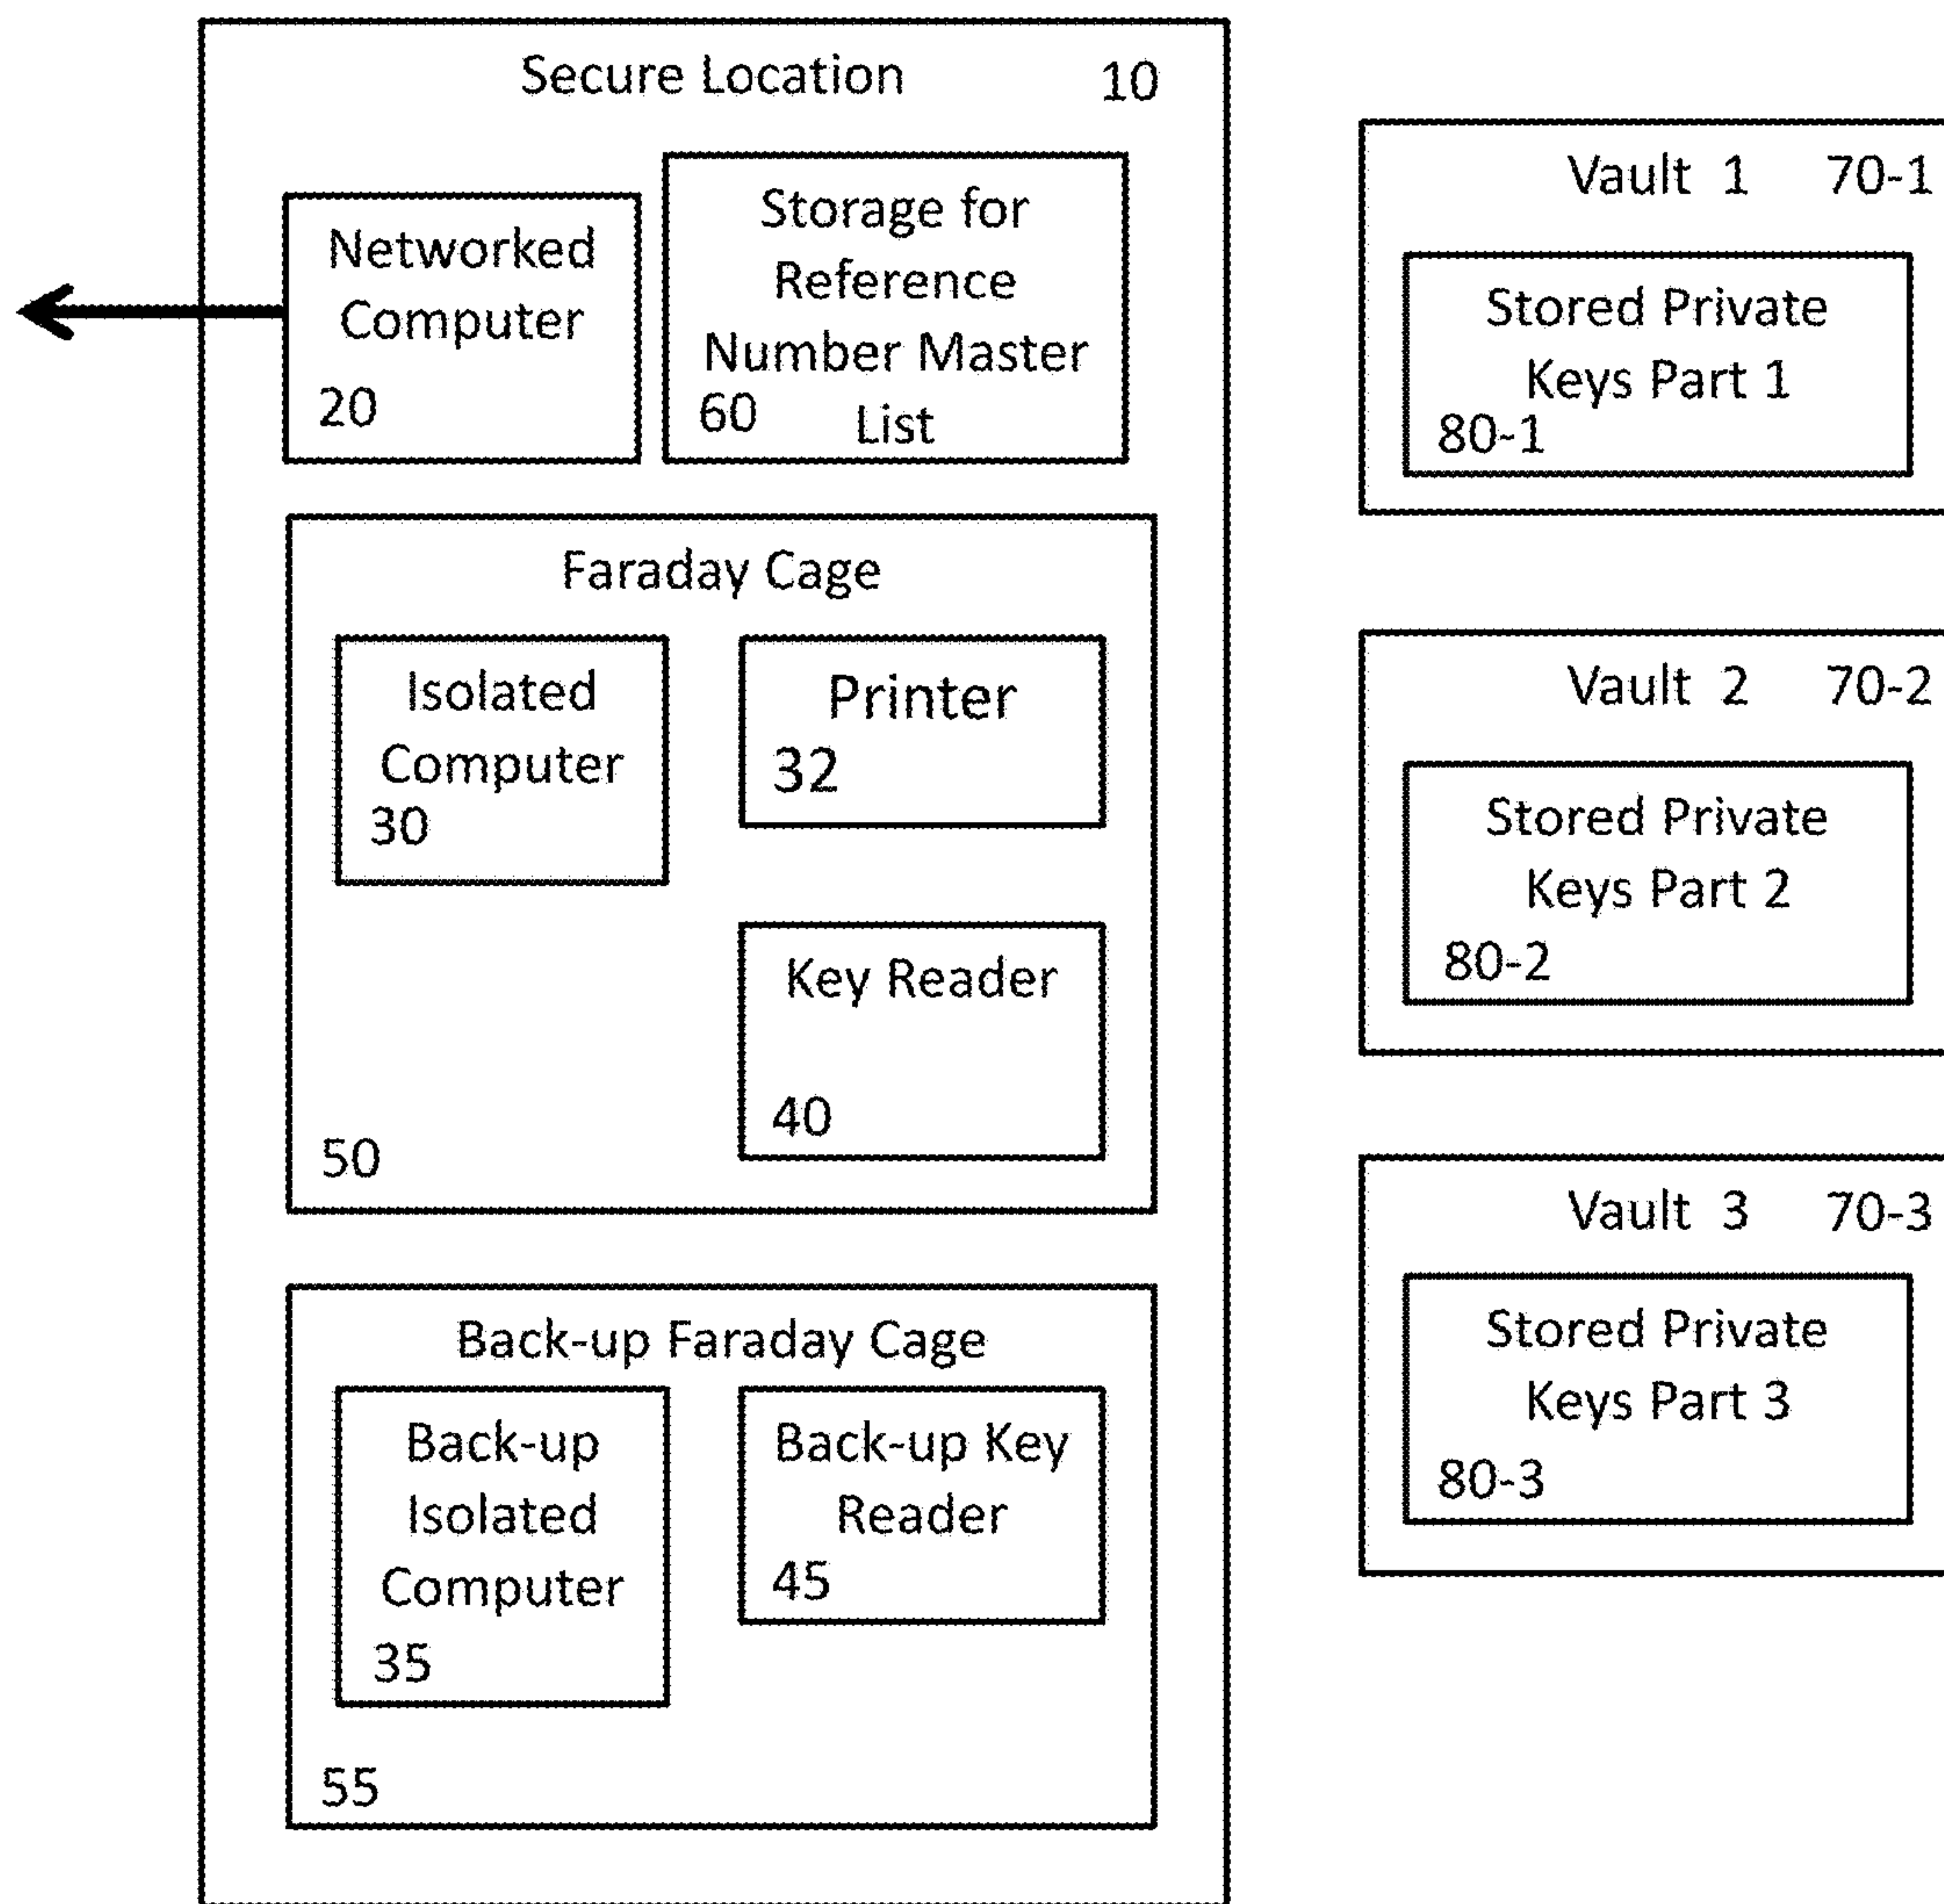 Secure Location 10
Networked
Computer
20
Storage for
Reference
Number Master
60 List
Faraday Cage
Isolated
Computer
30
Printer
32
Key Reader
40
50
Back-up Faraday Cage
Back-up
Isolated
Computer
35
Back-up Key
Reader
45
55
Vault 1 70-1
Stored Private
Keys Part 1
80-1
Vault 2 70-2
Stored Private
Keys Part 2
80-2
Vault 3 70-3
Stored Private
Keys Part 3
80-3